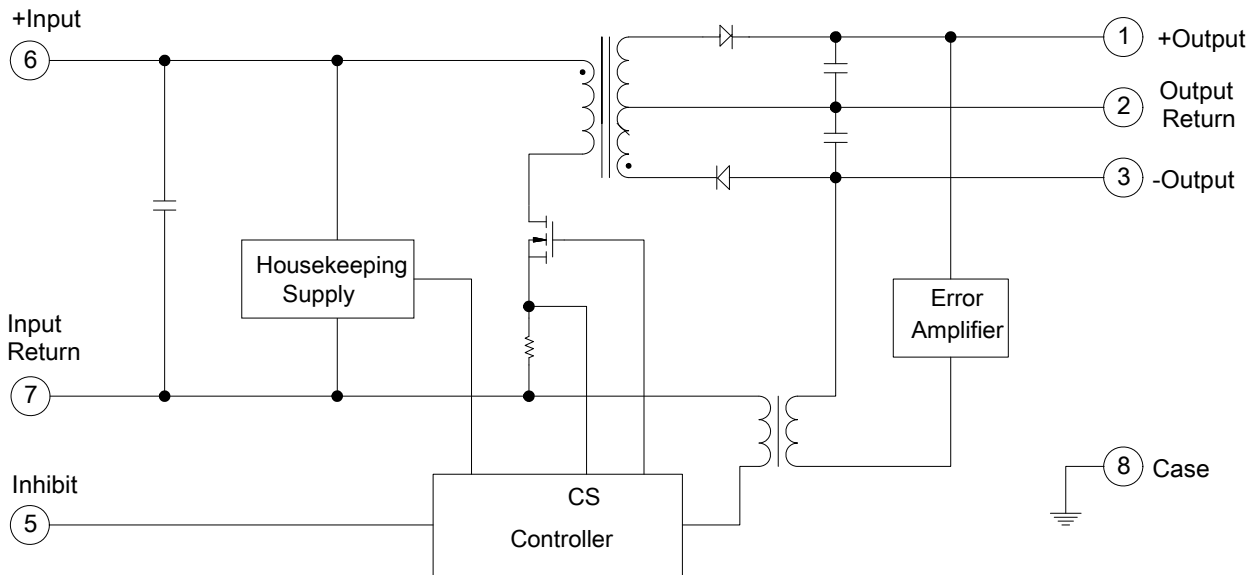 +Input
6
1
+Output
2
Output
Return
3
-Output
Housekeeping
Supply
Error
Amplifier
Input
Return
7
8
Case
Inhibit
5
CS
Controller